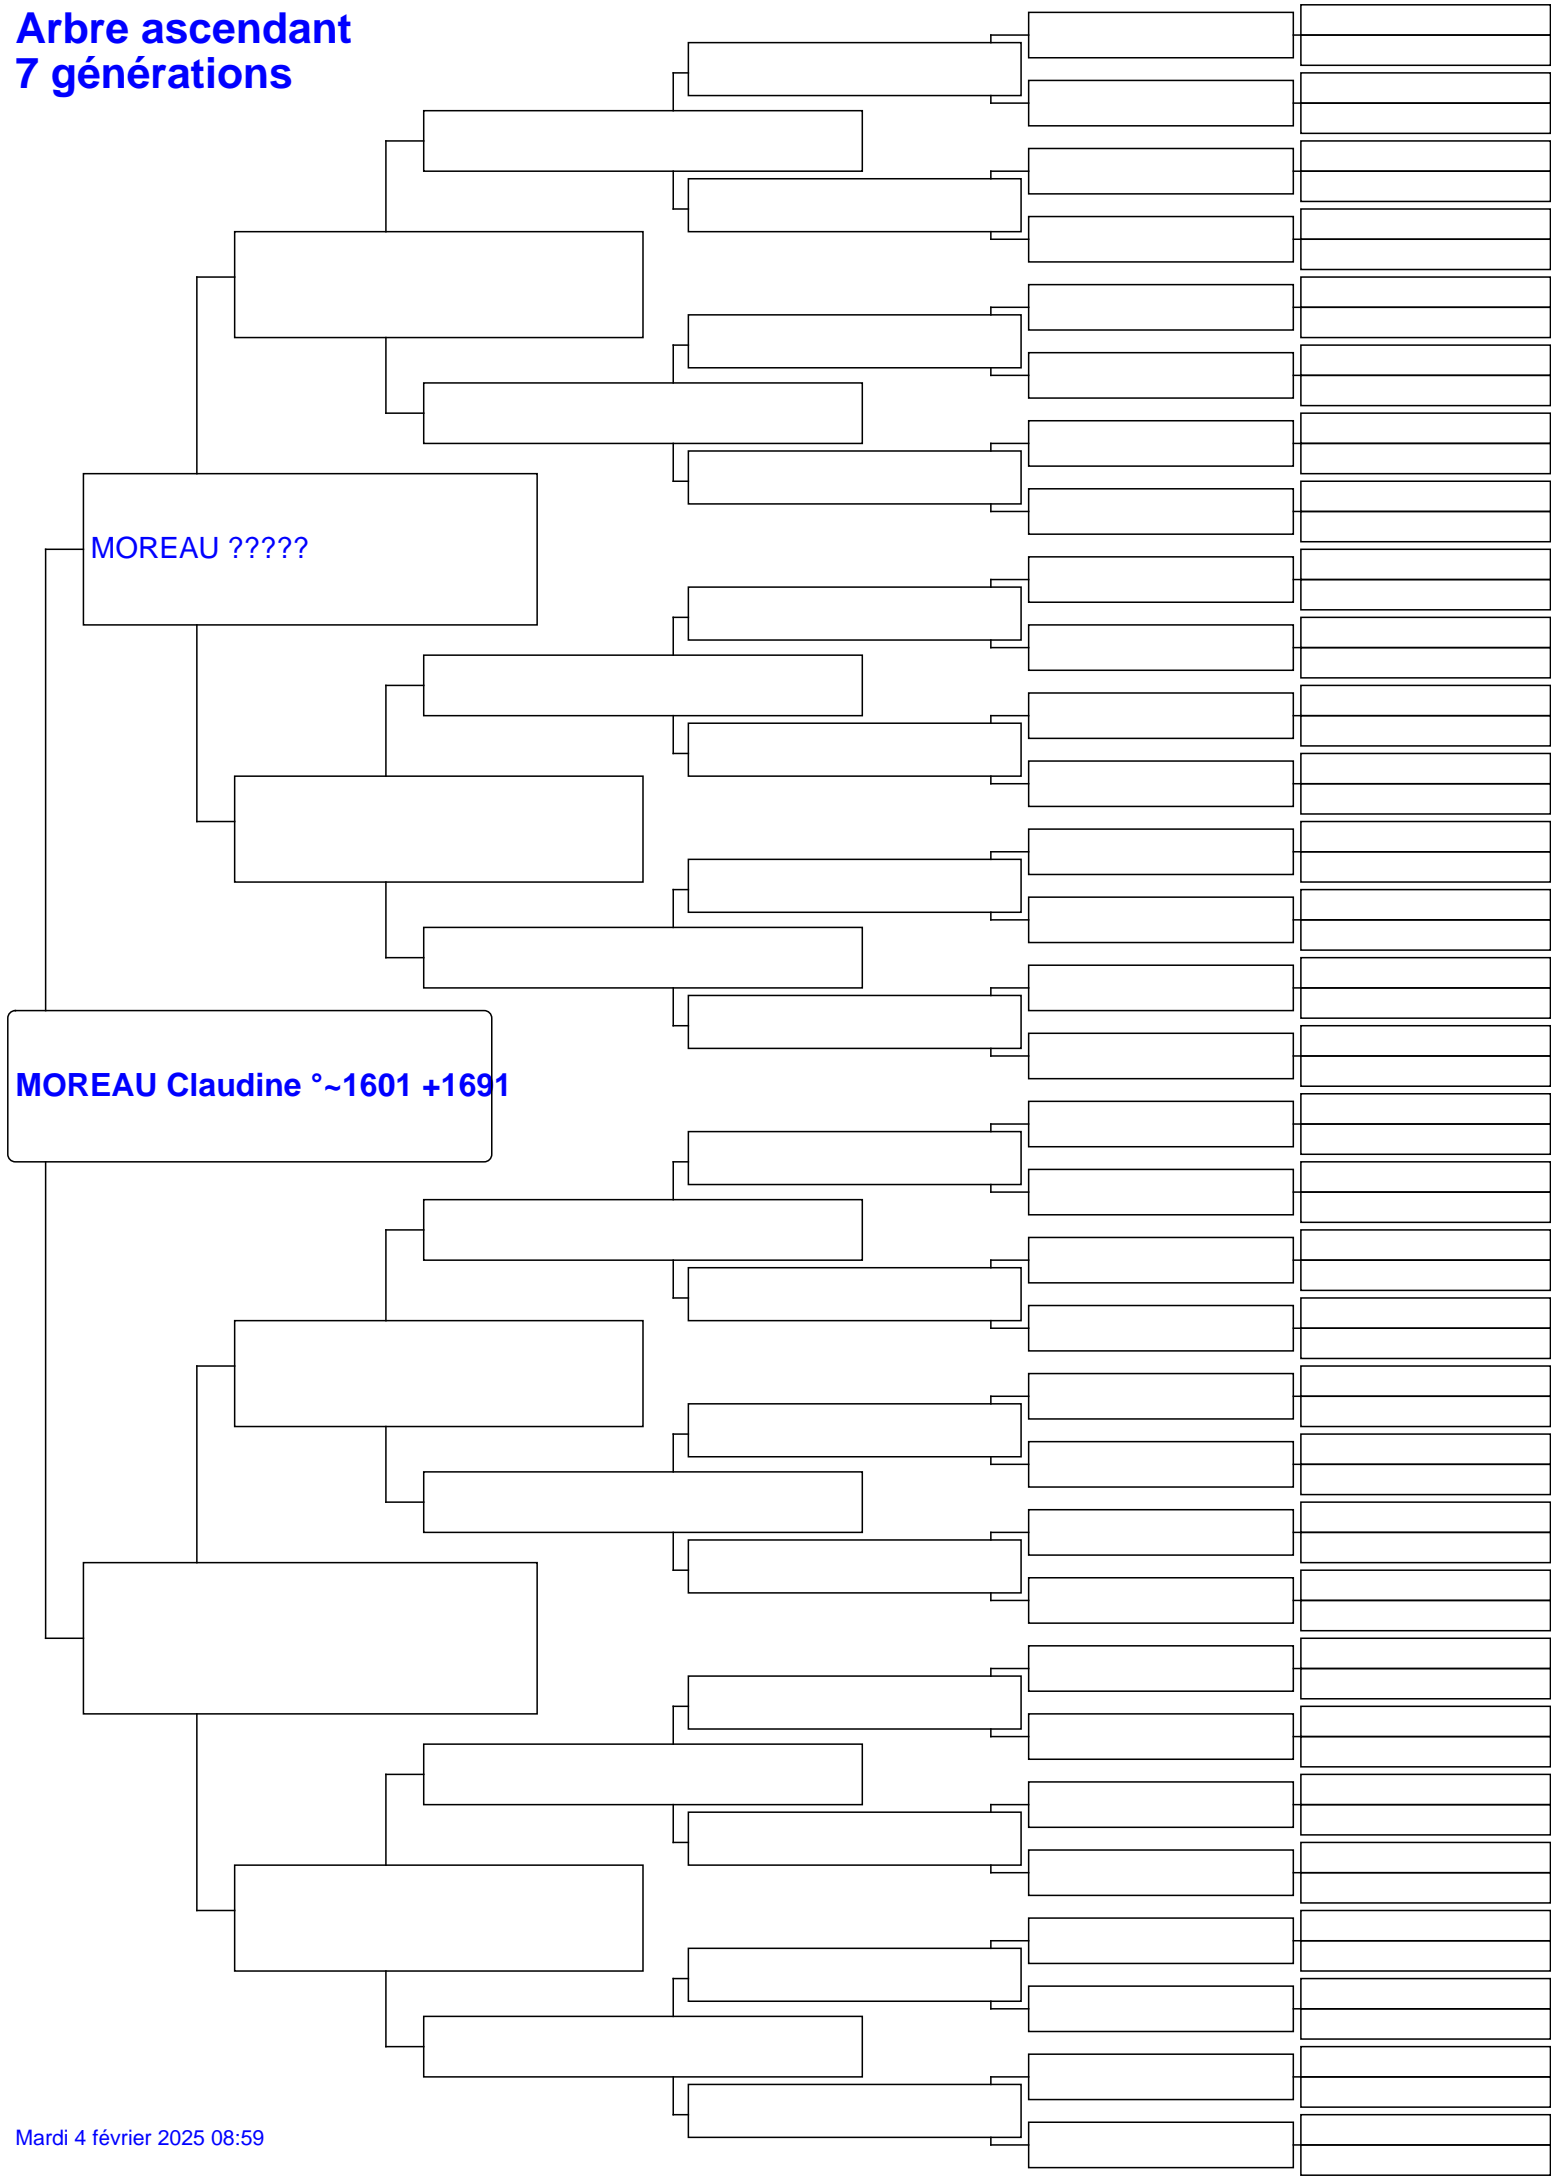 Arbre ascendant
7 générations
MOREAU ?????
MOREAU Claudine °~1601 +1691
Mardi 4 février 2025 08:59